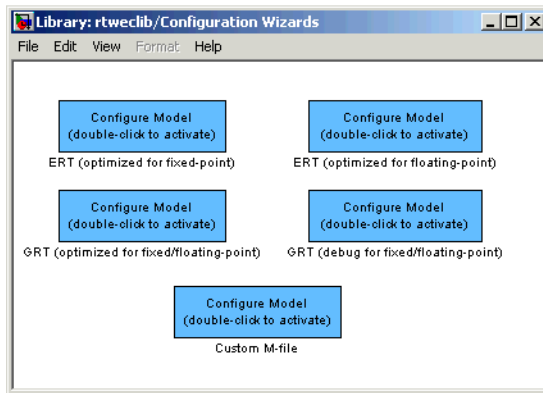 Library: rtweclib/Configuration Wizards
File Edit View Format Help
Configure Model
(double-click to activate)
ERT (optimized for fixed-point)
Configure Model
(double-click to activate)
ERT (optimized for floating-point)
Configure Model
(double-click to activate)
GRT (optimized for fixed/floating-point)
Configure Model
(double-click to activate)
GRT (debug for fixed/floating-point)
Configure Model
(double-click to activate)
Custom M-file